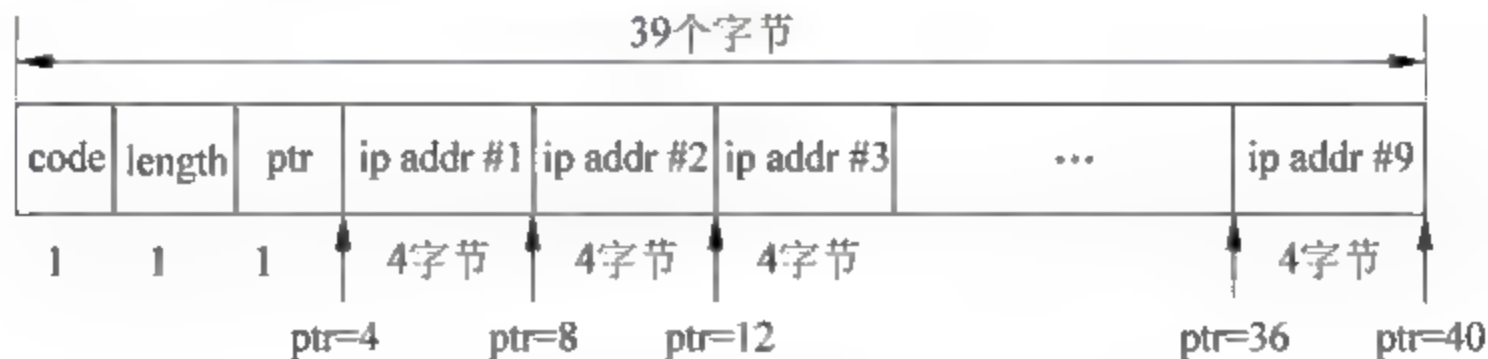 39个字节
code length ptr ip addr #1 ip addr #2 ip addr #3 ... ip addr #9
1 1 1 4字节 4字节 4字节 4字节
ptr=4 ptr=8 ptr=12 ptr=36 ptr=40